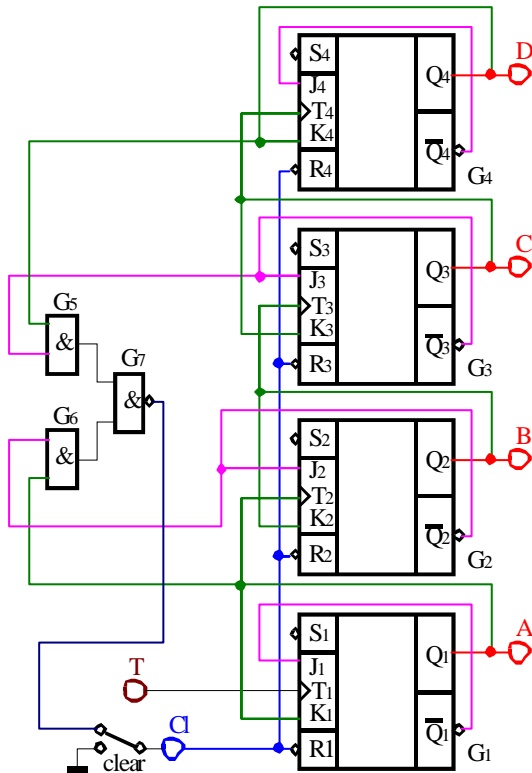 S4
J4
T4
K4
R4
Q4
Q4
G4
D
S3
J3
T3
K3
R3
Q3
Q3
G3
C
G5
&
G7
&
G6
&
S2
J2
T2
K2
R2
Q2
Q2
G2
B
S1
J1
T1
K1
R1
Q1
Q1
G1
A
T
Cl
clear